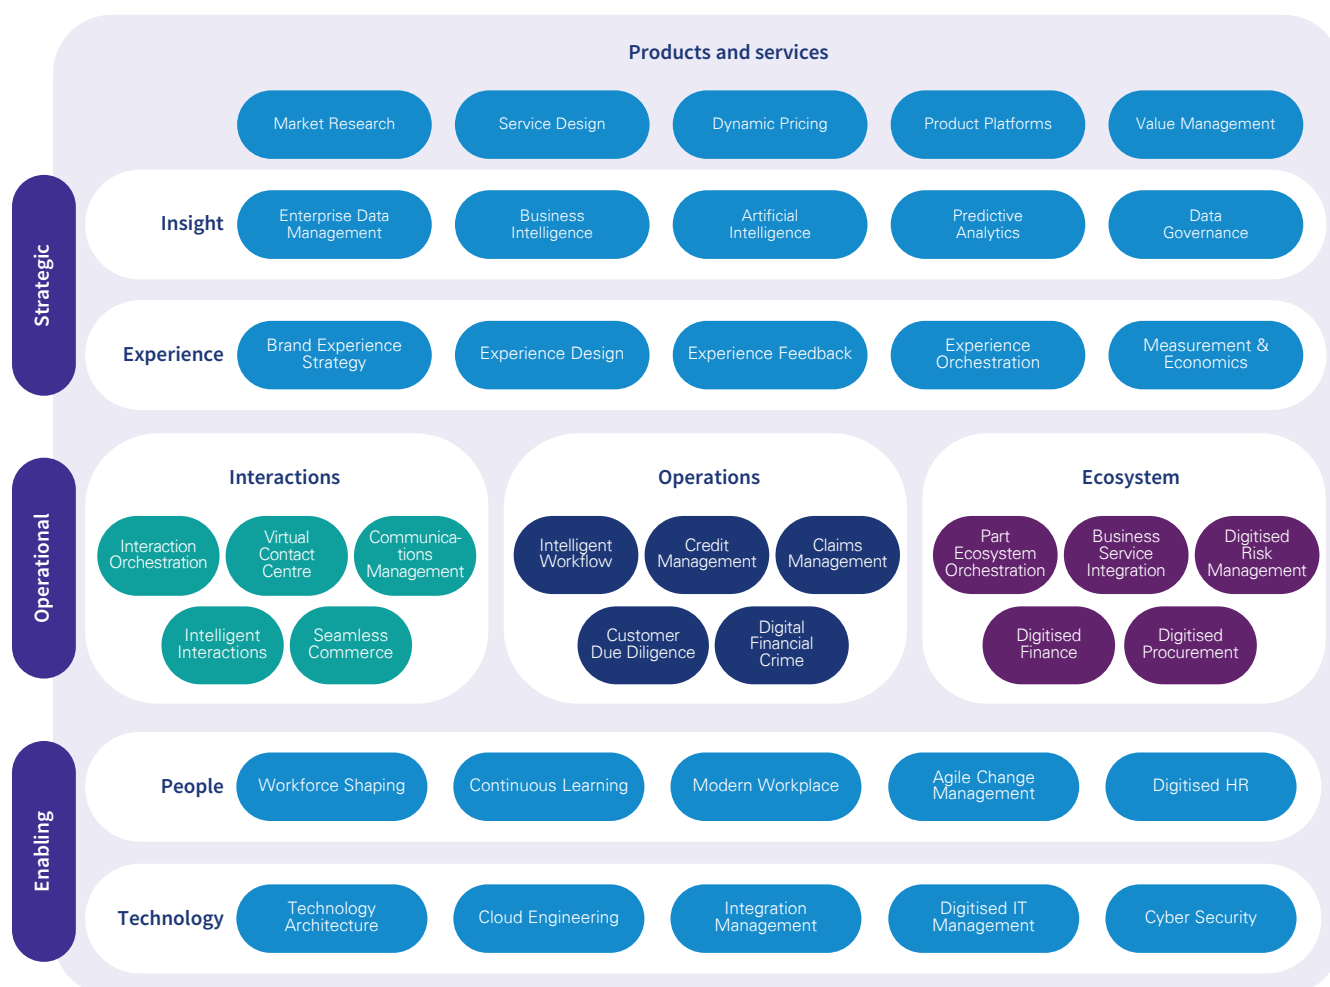 Products and services
Market Research
Service Design
Dynamic Pricing
Product Platforms
Value Management
Strategic
Insight
Enterprise Data
Management
Business
Intelligence
Artificial
Intelligence
Predictive
Analytics
Data
Governance
Experience
Brand Experience
Strategy
Experience Design
Experience Feedback
Experience
Orchestration
Measurement &
Economics
Operational
Interactions
Interaction
Orchestration
Virtual
Contact
Centre
Communica-
tions
Management
Intelligent
Interactions
Seamless
Commerce
Operations
Intelligent
Workflow
Credit
Management
Claims
Management
Customer
Due Diligence
Digital
Financial
Crime
Ecosystem
Part
Ecosystem
Orchestration
Business
Service
Integration
Digitised
Risk
Management
Digitised
Finance
Digitised
Procurement
Enabling
People
Workforce Shaping
Continuous Learning
Modern Workplace
Agile Change
Management
Digitised HR
Technology
Technology
Architecture
Cloud Engineering
Integration
Management
Digitised IT
Management
Cyber Security